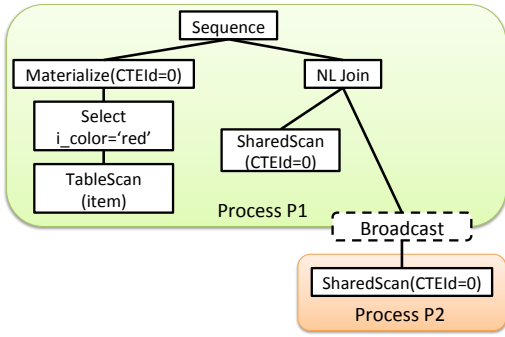 Sequence
Materialize(CTEId=0)
NL Join
Select
i_color=‘red’
SharedScan
(CTEId=0)
TableScan
(item)
Process P1
Broadcast
SharedScan(CTEId=0)
Process P2